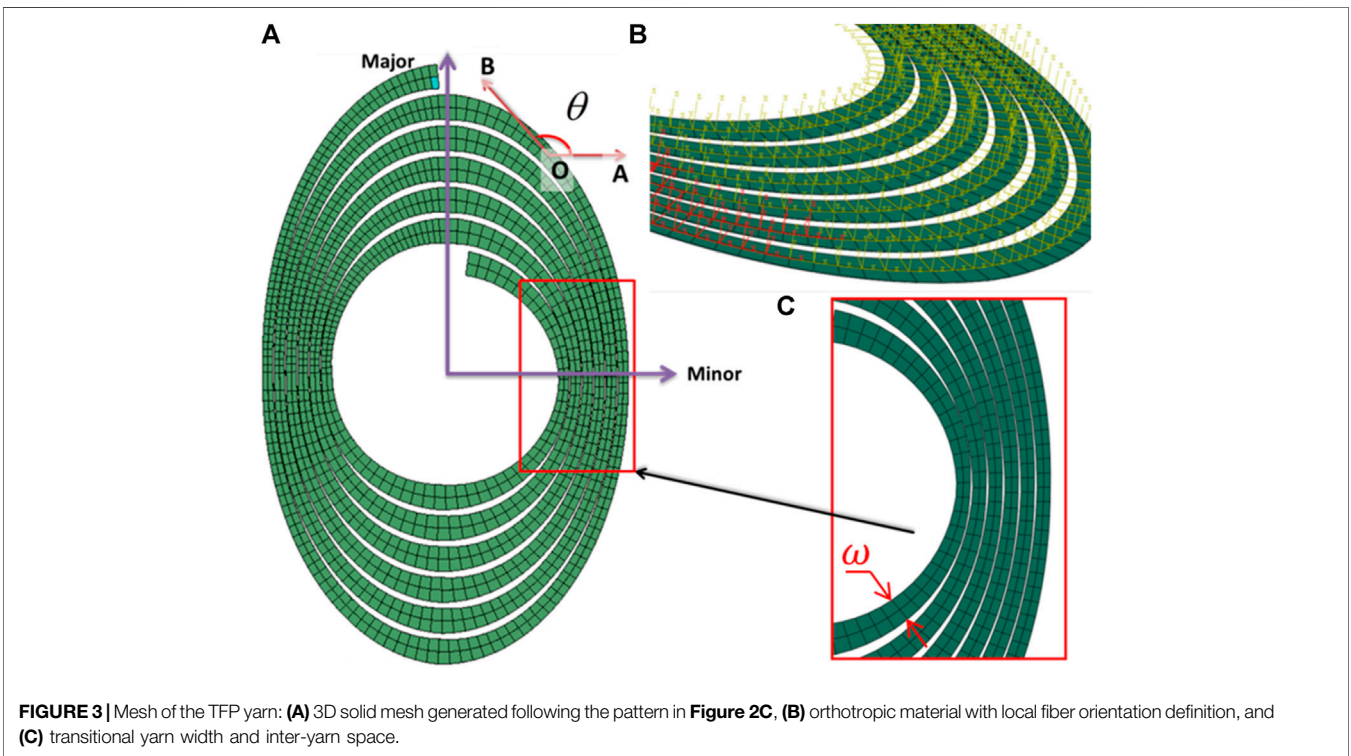 A
B
Major
B
θ
O
A
C
Minor
ω
FIGURE 3 | Mesh of the TFP yarn: (A) 3D solid mesh generated following the pattern in Figure 2C, (B) orthotropic material with local fiber orientation definition, and
(C) transitional yarn width and inter-yarn space.